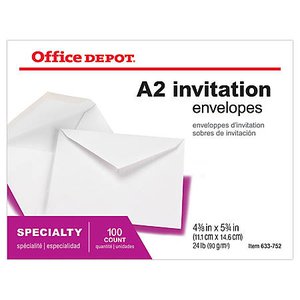 Office DEPOT.
A2 invitation
envelopes
enveloppes d'invitation
sobres de invitación
SPECIALTY
spécialité | especialidad
100
COUNT
quantité | unidades
4⅜ in x 5¾ in
(11.1 cm x 14.6 cm)
24 lb (90 g/m²)
Item 633-752